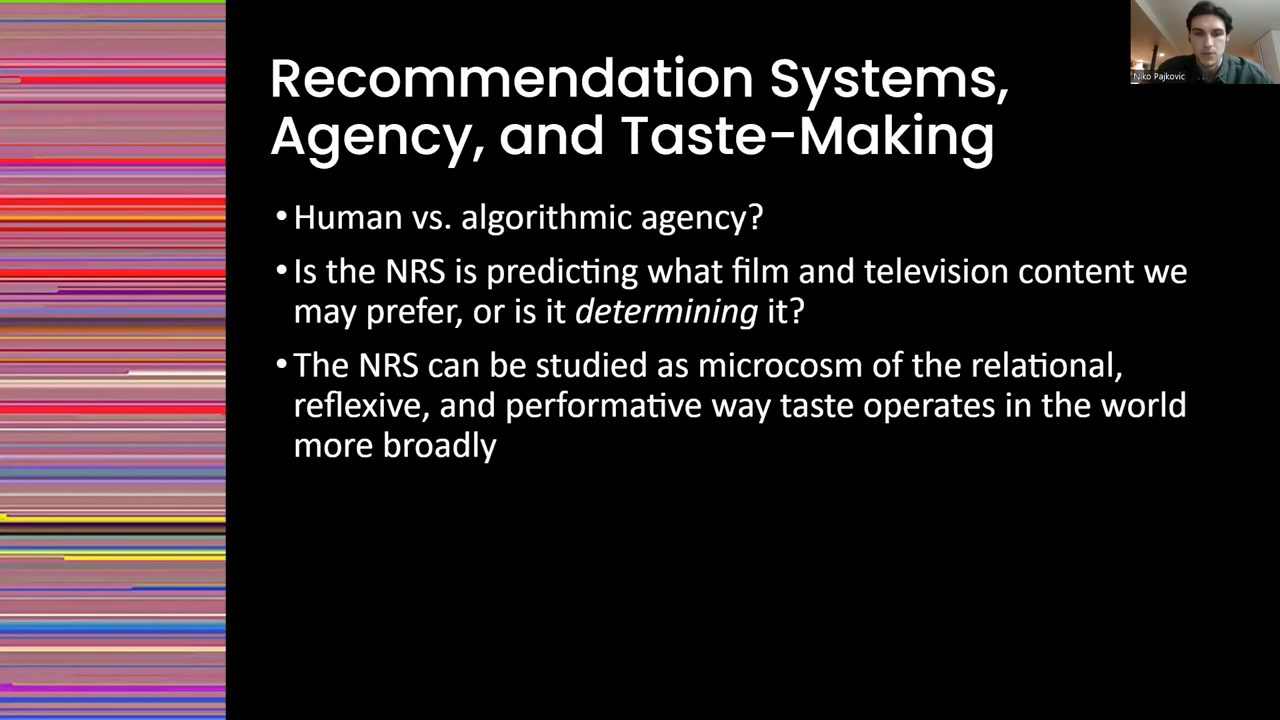 Recommendation Systems,
Agency, and Taste-Making
•Human vs. algorithmic agency?
•Is the NRS is predicting what film and television content we
may prefer, or is it determining it?
•The NRS can be studied as microcosm of the relational,
reflexive, and performative way taste operates in the world
more broadly
Niko Pajkovic